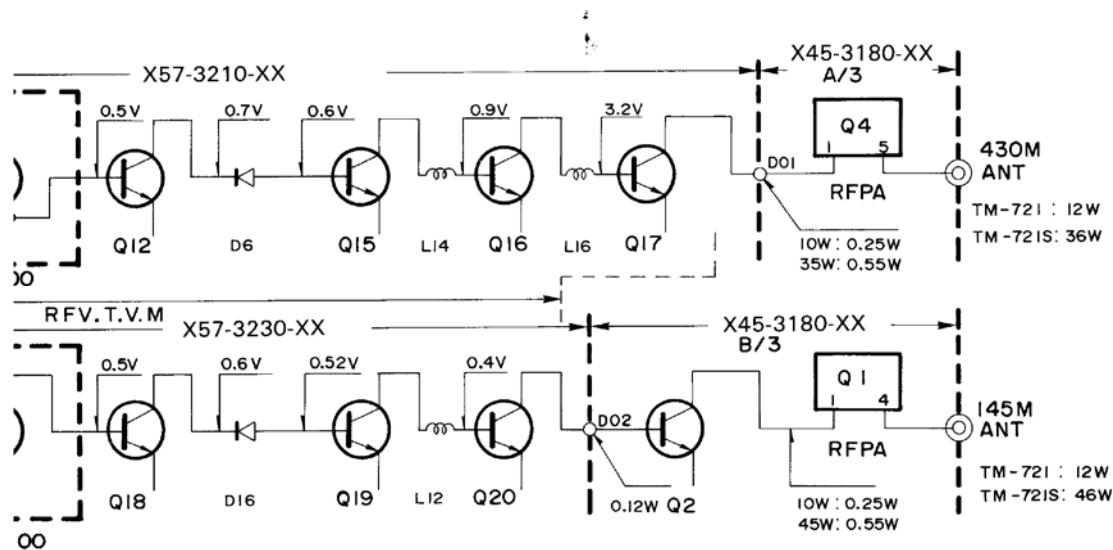 X57-3210-XX
X45-3180-XX
A/3
0.5V
0.7V
0.6V
0.9V
3.2V
Q4
1 5
RFPA
DO1
430M
ANT
TM-721 : 12W
TM-721S: 36W
Q12
D6
Q15
L14
Q16
L16
Q17
10W: 0.25W
35W: 0.55W
00
RFV.T.V.M
X57-3230-XX
X45-3180-XX
B/3
0.5V
0.6V
0.52V
0.4V
Q1
1 4
RFPA
DO2
145M
ANT
TM-721 : 12W
TM-721S: 46W
Q18
D16
Q19
L12
Q20
0.12W
Q2
10W: 0.25W
45W: 0.55W
00